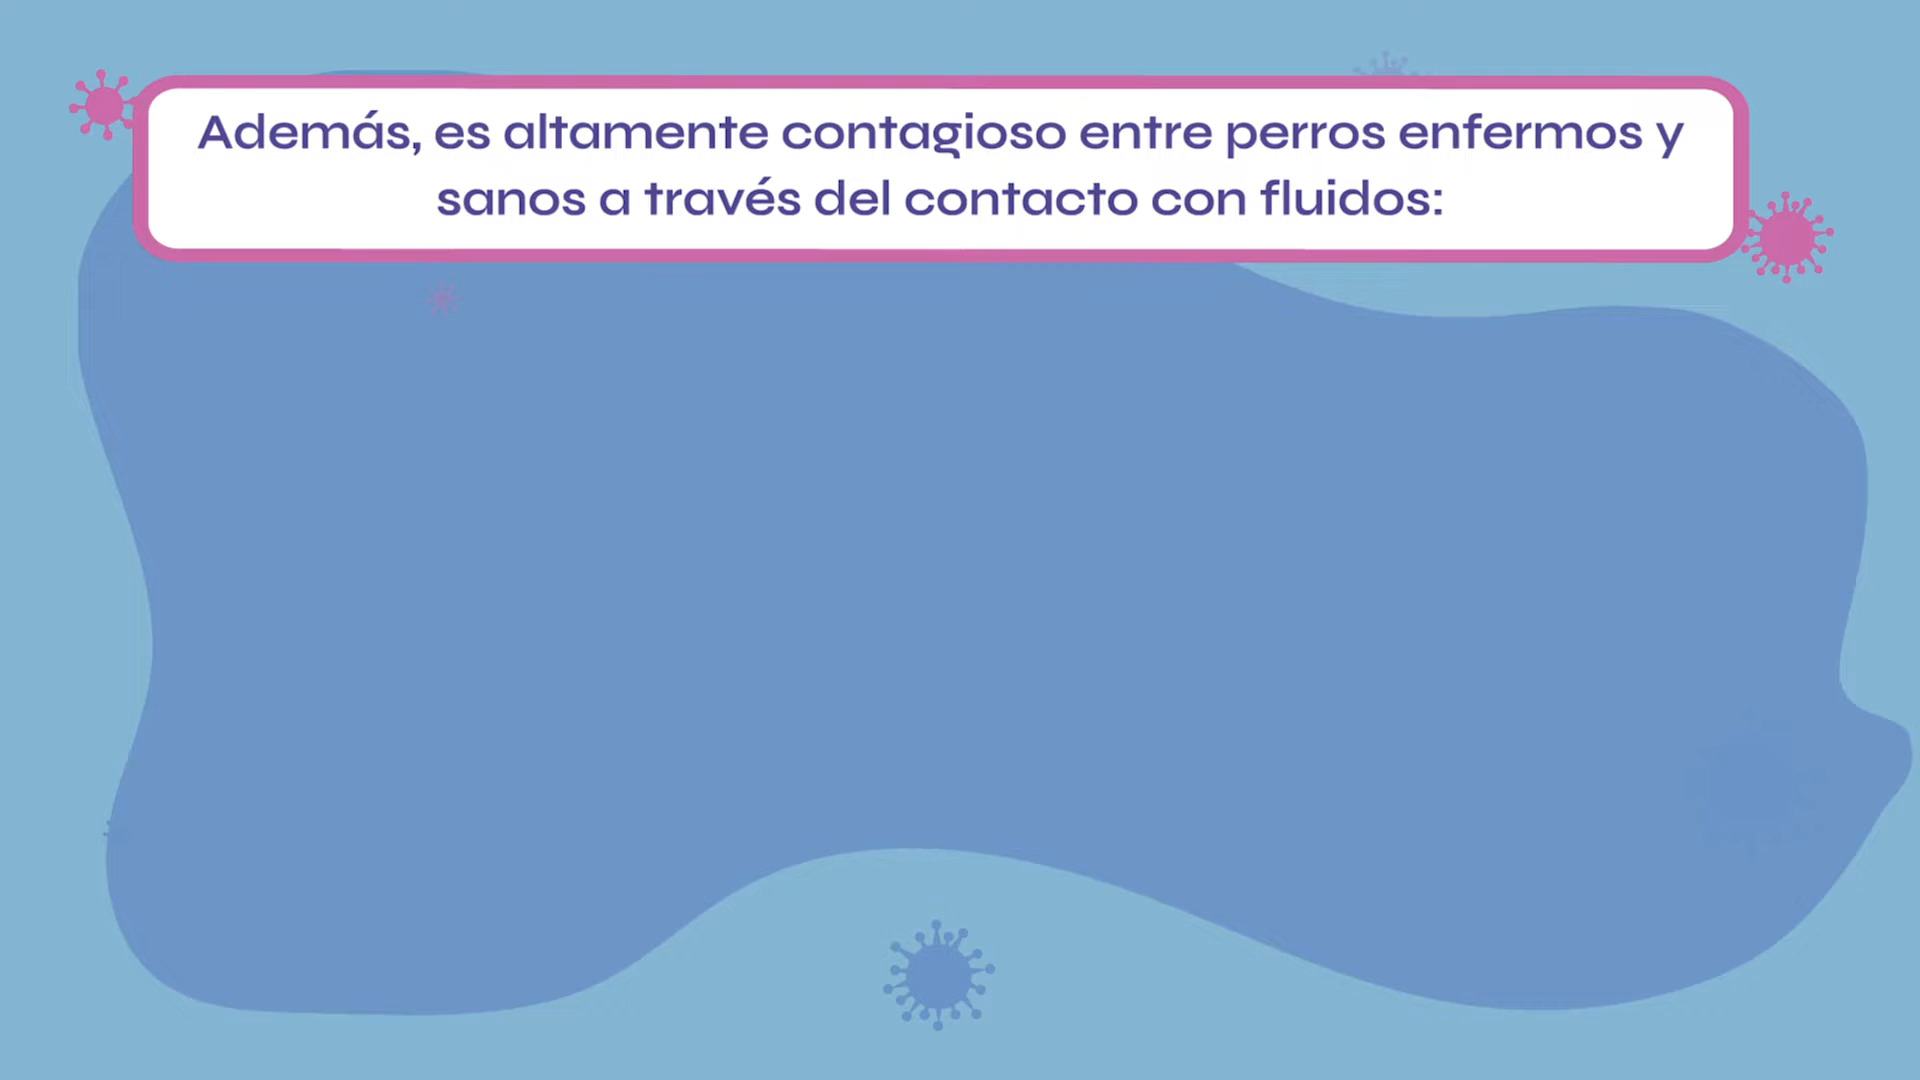 Además, es altamente contagioso entre perros enfermos y
sanos a través del contacto con fluidos: